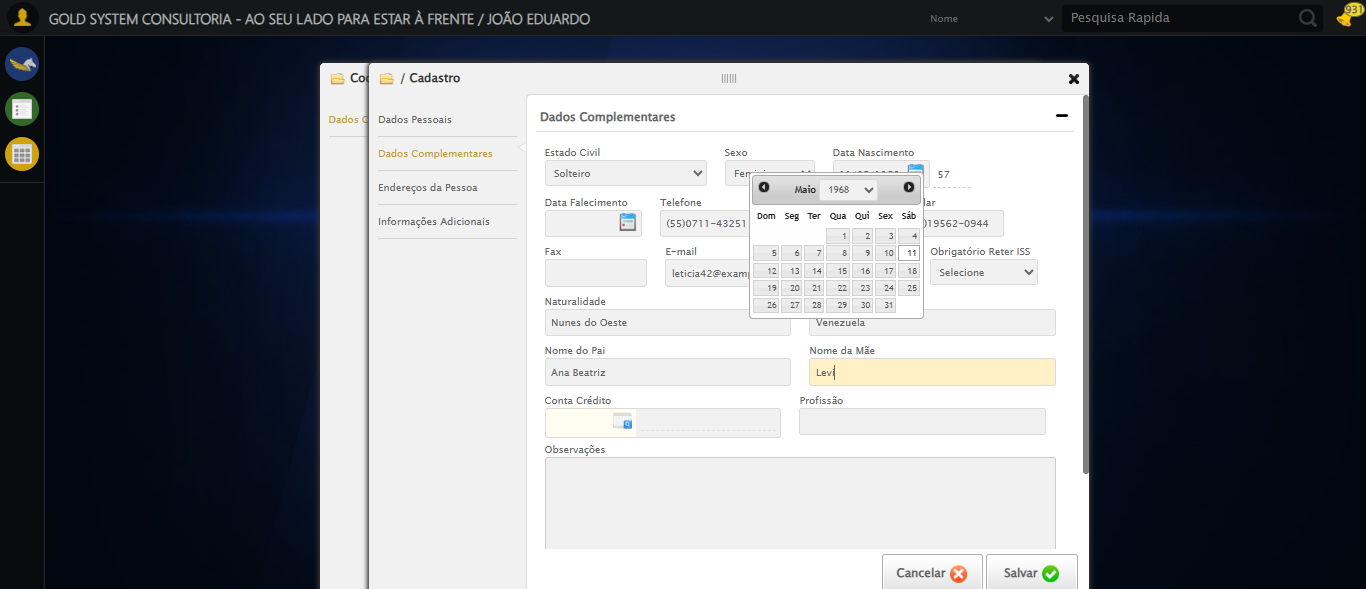 GOLD SYSTEM CONSULTORIA - AO SEU LADO PARA ESTAR À FRENTE / JOÃO EDUARDO
Nome
Pesquisa Rapida
931
/ Cadastro
Dados Pessoais
Dados Complementares
Endereços da Pessoa
Informações Adicionais
Dados Complementares
Estado Civil
Sexo
Data Nascimento
Solteiro
57
Data Falecimento
Telefone
(55)0711-43251
19562-0944
Maio 1968
Dom Seg Ter Qua Qui Sex Sáb
1 2 3 4
5 6 7 8 9 10 11
12 13 14 15 16 17 18
19 20 21 22 23 24 25
26 27 28 29 30 31
Fax
E-mail
Obrigatório Reter ISS
leticia42@examp
Selecione
Naturalidade
Nunes do Oeste
Venezuela
Nome do Pai
Nome da Mãe
Ana Beatriz
Levi
Conta Crédito
Profissão
Observações
Cancelar
Salvar